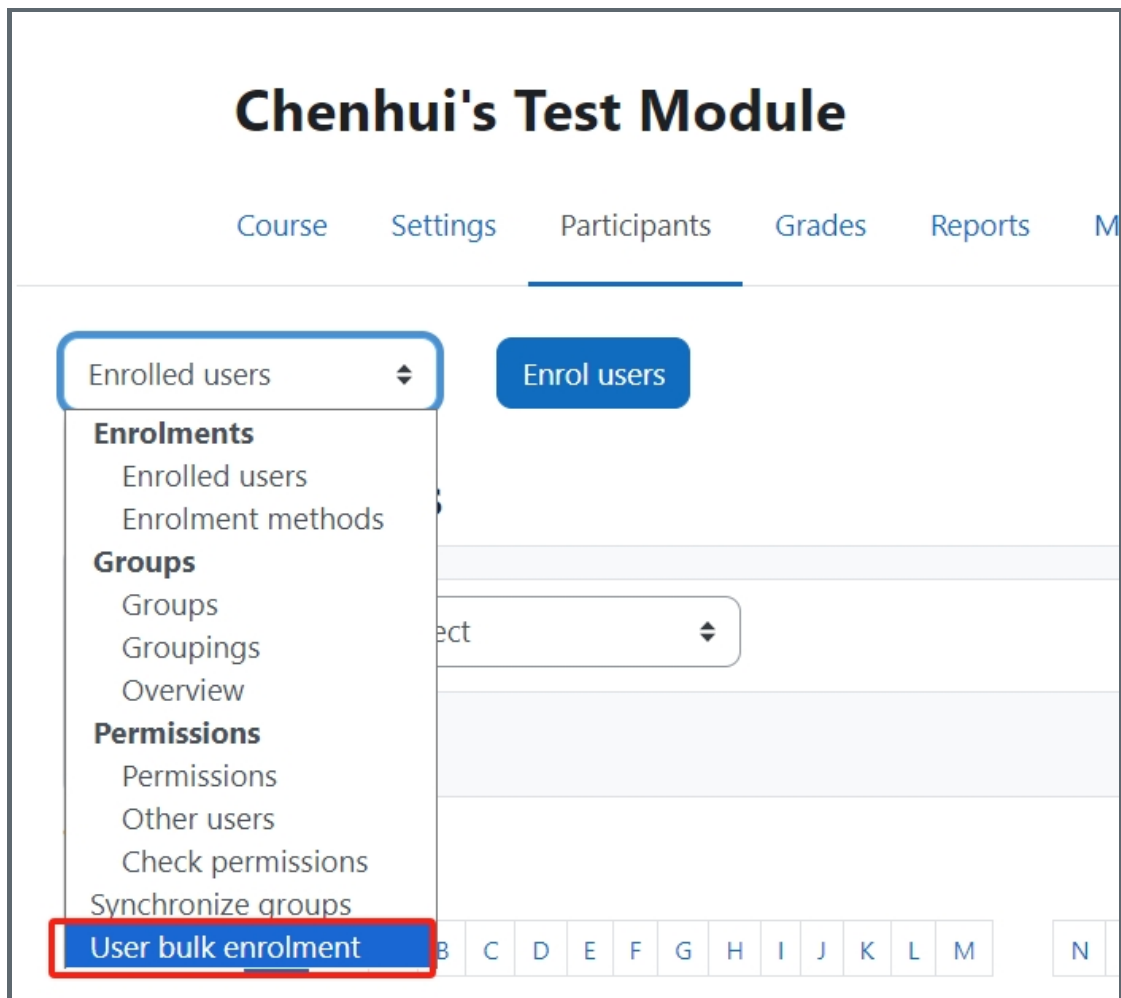 Chenhui's Test Module
Course Settings Participants Grades Reports M
Enrolled users Enrol users
Enrolments
Enrolled users
Enrolment methods
Groups
Groups
ect
Groupings
Overview
Permissions
Permissions
Other users
Check permissions
Synchronize groups
User bulk enrolment
B C D E F G H I J K L M N